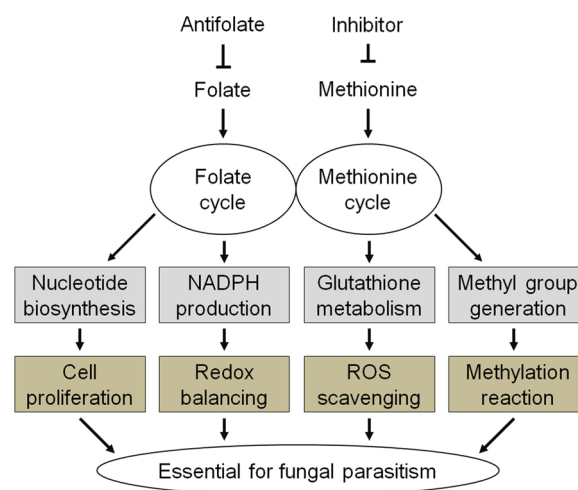 Antifolate
Inhibitor
Folate
Methionine
Folate
cycle
Methionine
cycle
Nucleotide
biosynthesis
NADPH
production
Glutathione
metabolism
Methyl group
generation
Cell
proliferation
Redox
balancing
ROS
scavenging
Methylation
reaction
Essential for fungal parasitism